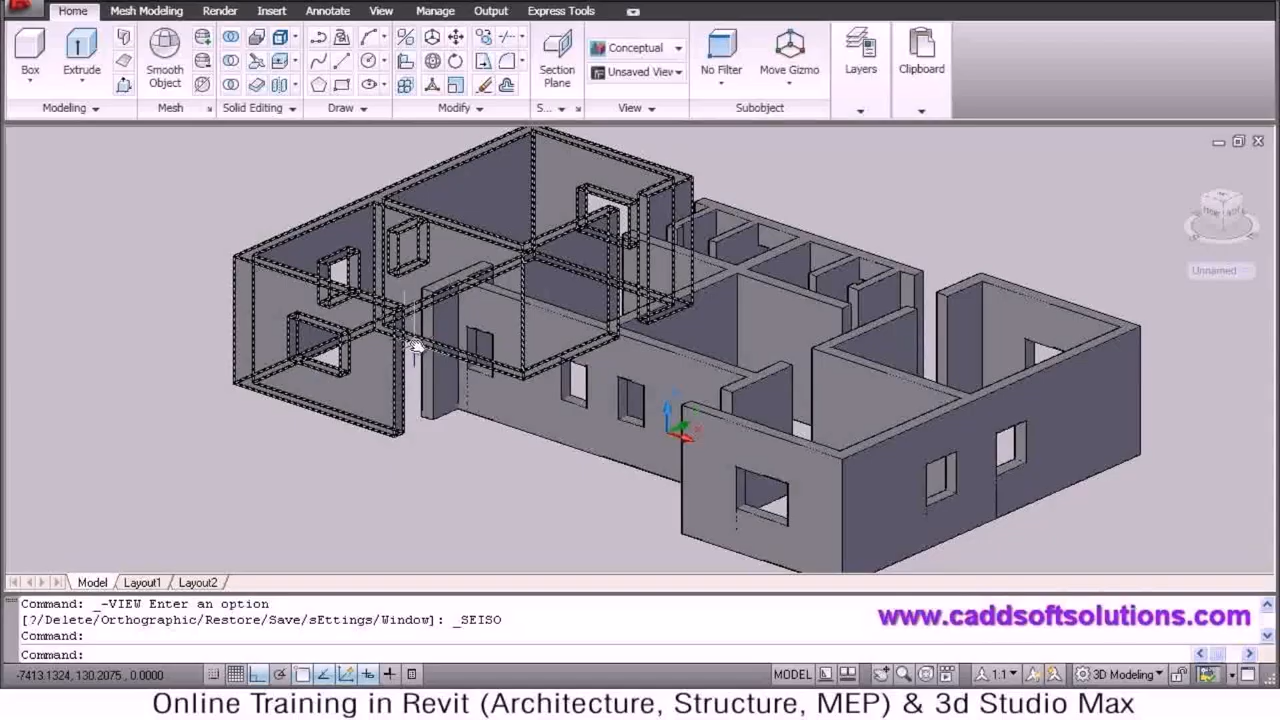 Home Mesh Modeling Render Insert Annotate View Manage Output Express Tools
Box Extrude Smooth Object Section Plane Conceptual Unsaved View No Filter Move Gizmo Layers Clipboard
Modeling Mesh Solid Editing Draw Modify S... View Subobject
Unnamed
Model Layout1 Layout2
Command: _-VIEW Enter an option
[?/Delete/Orthographic/Restore/Save/sEttings/Window]: _SEISO
Command:
Command:
www.caddsoftsolutions.com
-7413.1324, 130.2075, 0.0000 MODEL 1:1 3D Modeling
Online Training in Revit (Architecture, Structure, MEP) & 3d Studio Max